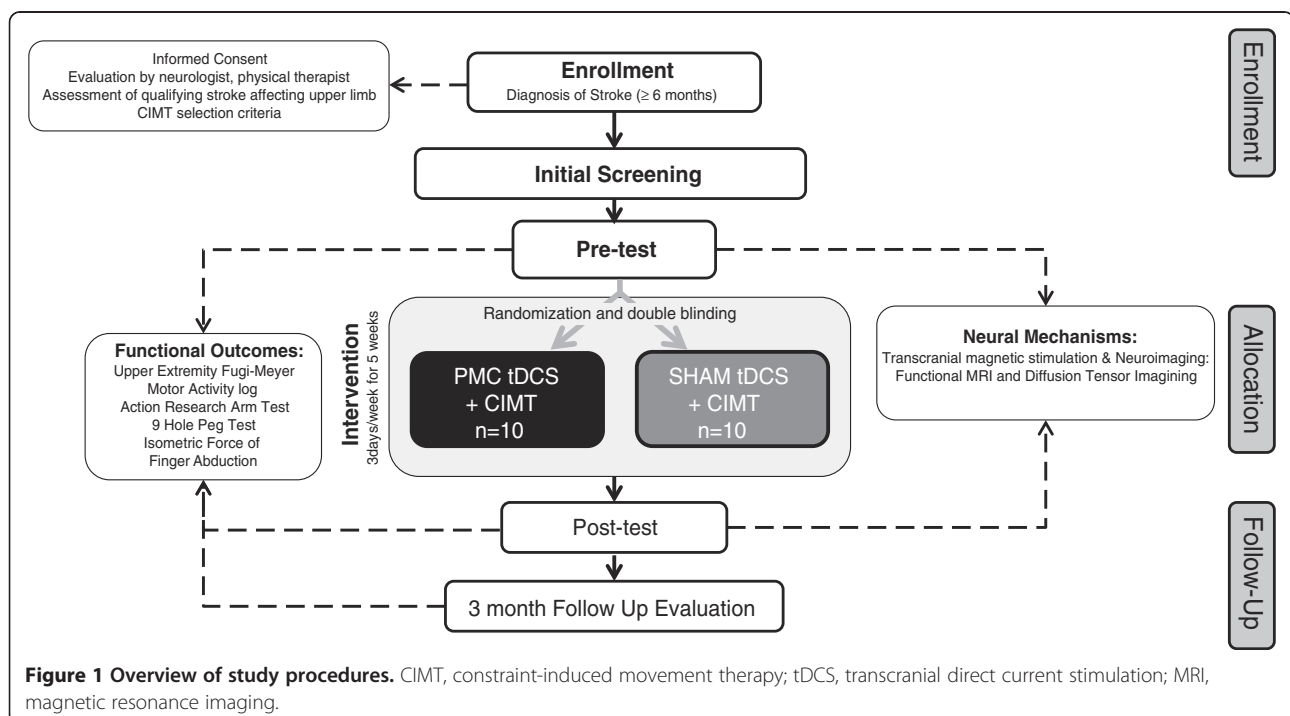 Informed Consent
Evaluation by neurologist, physical therapist
Assessment of qualifying stroke affecting upper limb
CIMT selection criteria
Enrollment
Diagnosis of Stroke (≥ 6 months)
Enrollment
Initial Screening
Pre-test
Functional Outcomes:
Upper Extremity Fugi-Meyer
Motor Activity log
Action Research Arm Test
9 Hole Peg Test
Isometric Force of
Finger Abduction
Intervention
3days/week for 5 weeks
Randomization and double blinding
PMC tDCS
+ CIMT
n=10
SHAM tDCS
+ CIMT
n=10
Neural Mechanisms:
Transcranial magnetic stimulation & Neuroimaging:
Functional MRI and Diffusion Tensor Imagining
Allocation
Post-test
3 month Follow Up Evaluation
Follow-Up
Figure 1 Overview of study procedures. CIMT, constraint-induced movement therapy; tDCS, transcranial direct current stimulation; MRI,
magnetic resonance imaging.